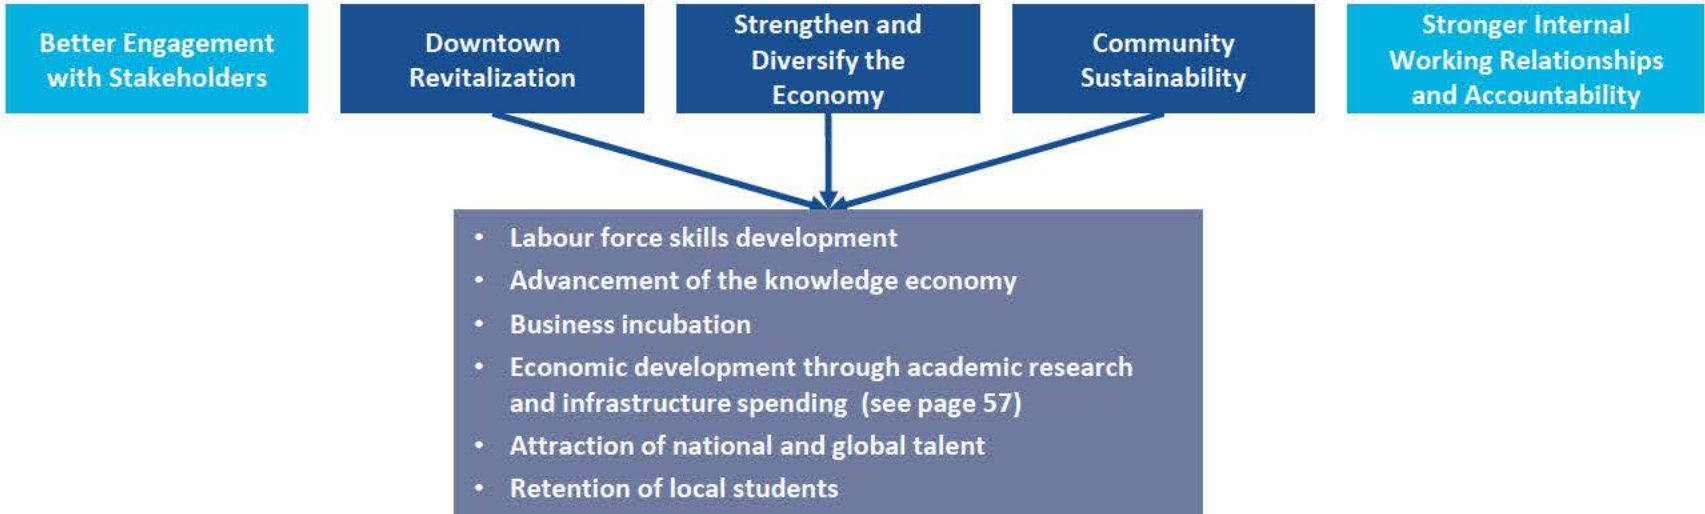 Better Engagement
with Stakeholders
Downtown
Revitalization
Strengthen and
Diversify the
Economy
Community
Sustainability
Stronger Internal
Working Relationships
and Accountability
• Labour force skills development
• Advancement of the knowledge economy
• Business incubation
• Economic development through academic research
and infrastructure spending (see page 57)
• Attraction of national and global talent
• Retention of local students